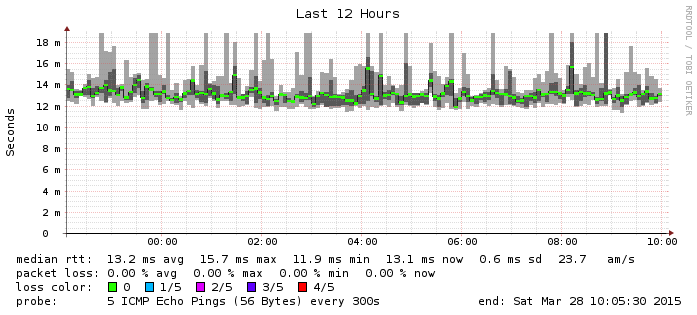 Last 12 Hours
RRDTOOL / TOBI OETIKER
Seconds
18 m
16 m
14 m
12 m
10 m
8 m
6 m
4 m
2 m
0
00:00 02:00 04:00 06:00 08:00 10:00
median rtt: 13.2 ms avg 15.7 ms max 11.9 ms min 13.1 ms now 0.6 ms sd 23.7 am/s
packet loss: 0.00 % avg 0.00 % max 0.00 % min 0.00 % now
loss color: 0 1/5 2/5 3/5 4/5
probe: 5 ICMP Echo Pings (56 Bytes) every 300s end: Sat Mar 28 10:05:30 2015